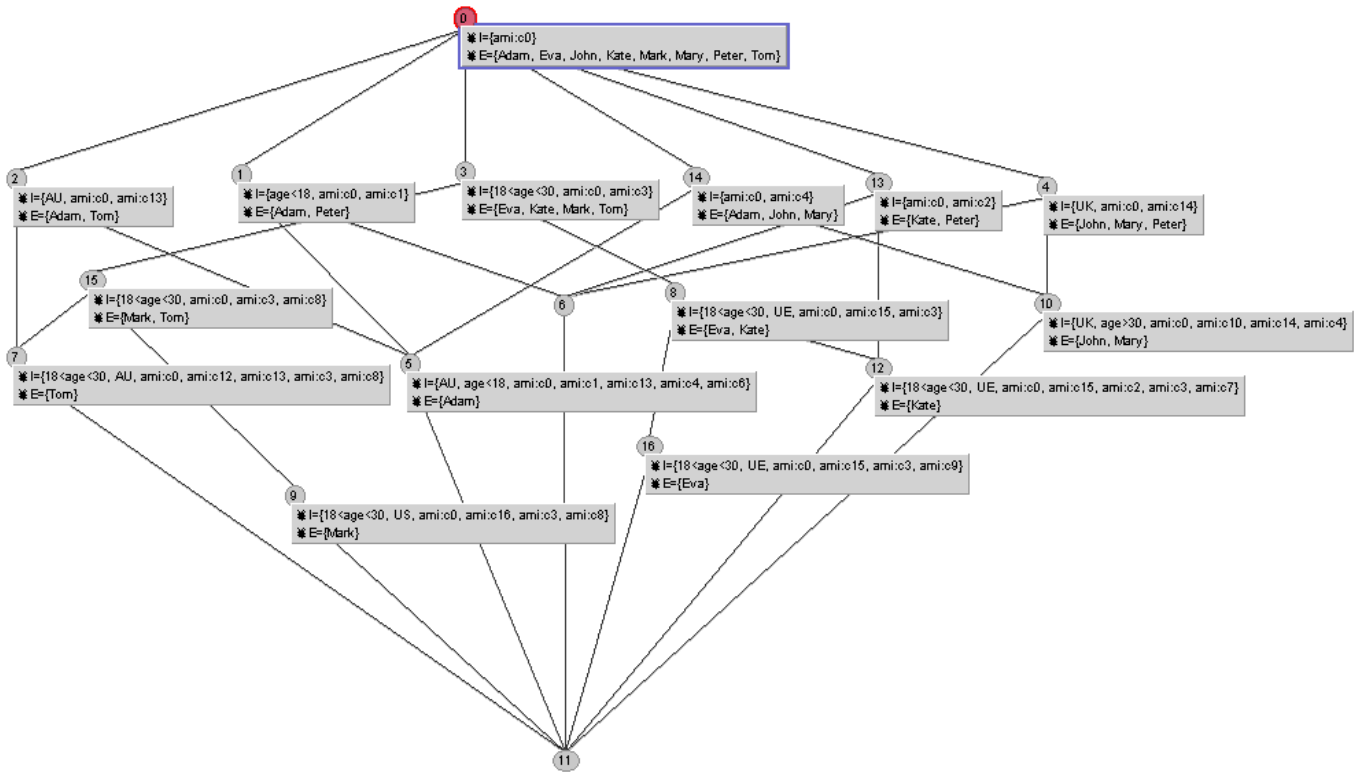 0
I={ami:c0}
E={Adam, Eva, John, Kate, Mark, Mary, Peter, Tom}
2
I={AU, ami:c0, ami:c13}
E={Adam, Tom}
1
I={age<18, ami:c0, ami:c1}
E={Adam, Peter}
3
I={18<age<30, ami:c0, ami:c3}
E={Eva, Kate, Mark, Tom}
14
I={ami:c0, ami:c4}
E={Adam, John, Mary}
13
I={ami:c0, ami:c2}
E={Kate, Peter}
4
I={UK, ami:c0, ami:c14}
E={John, Mary, Peter}
15
I={18<age<30, ami:c0, ami:c3, ami:c8}
E={Mark, Tom}
6
8
I={18<age<30, UE, ami:c0, ami:c15, ami:c3}
E={Eva, Kate}
10
I={UK, age>30, ami:c0, ami:c10, ami:c14, ami:c4}
E={John, Mary}
7
I={18<age<30, AU, ami:c0, ami:c12, ami:c13, ami:c3, ami:c8}
E={Tom}
5
I={AU, age<18, ami:c0, ami:c1, ami:c13, ami:c4, ami:c6}
E={Adam}
12
I={18<age<30, UE, ami:c0, ami:c15, ami:c2, ami:c3, ami:c7}
E={Kate}
16
I={18<age<30, UE, ami:c0, ami:c15, ami:c3, ami:c9}
E={Eva}
9
I={18<age<30, US, ami:c0, ami:c16, ami:c3, ami:c8}
E={Mark}
11